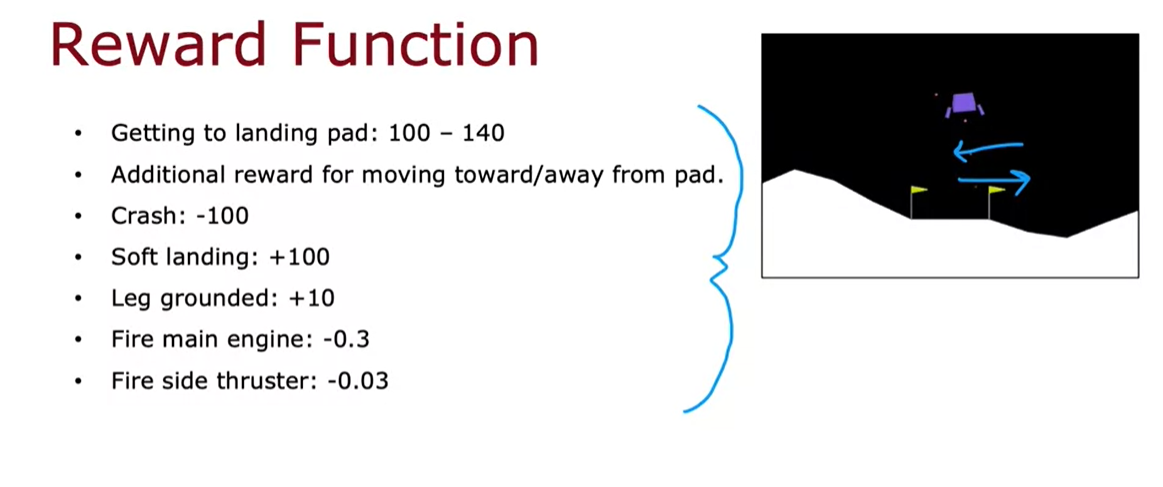 Reward Function
• Getting to landing pad: 100 – 140
• Additional reward for moving toward/away from pad.
• Crash: -100
• Soft landing: +100
• Leg grounded: +10
• Fire main engine: -0.3
• Fire side thruster: -0.03